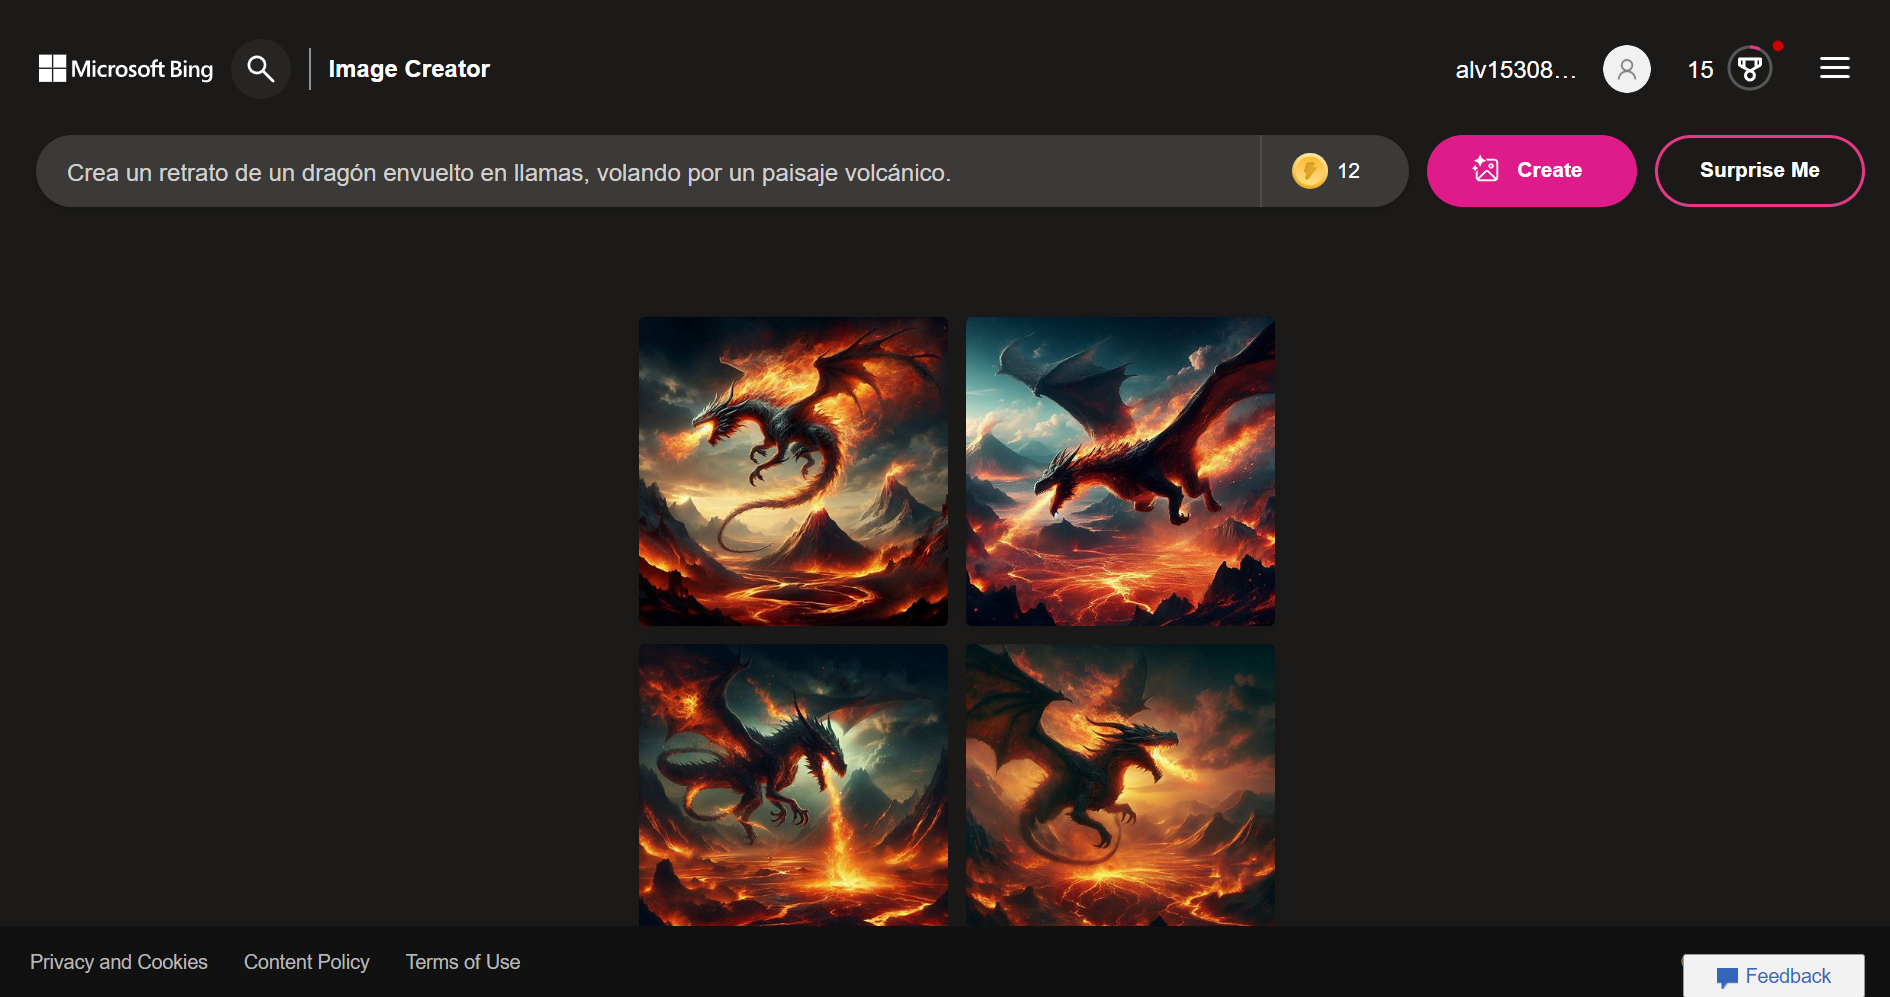 Microsoft Bing
Image Creator
alv15308...
15
Crea un retrato de un dragón envuelto en llamas, volando por un paisaje volcánico.
12
Create
Surprise Me
Privacy and Cookies
Content Policy
Terms of Use
Feedback